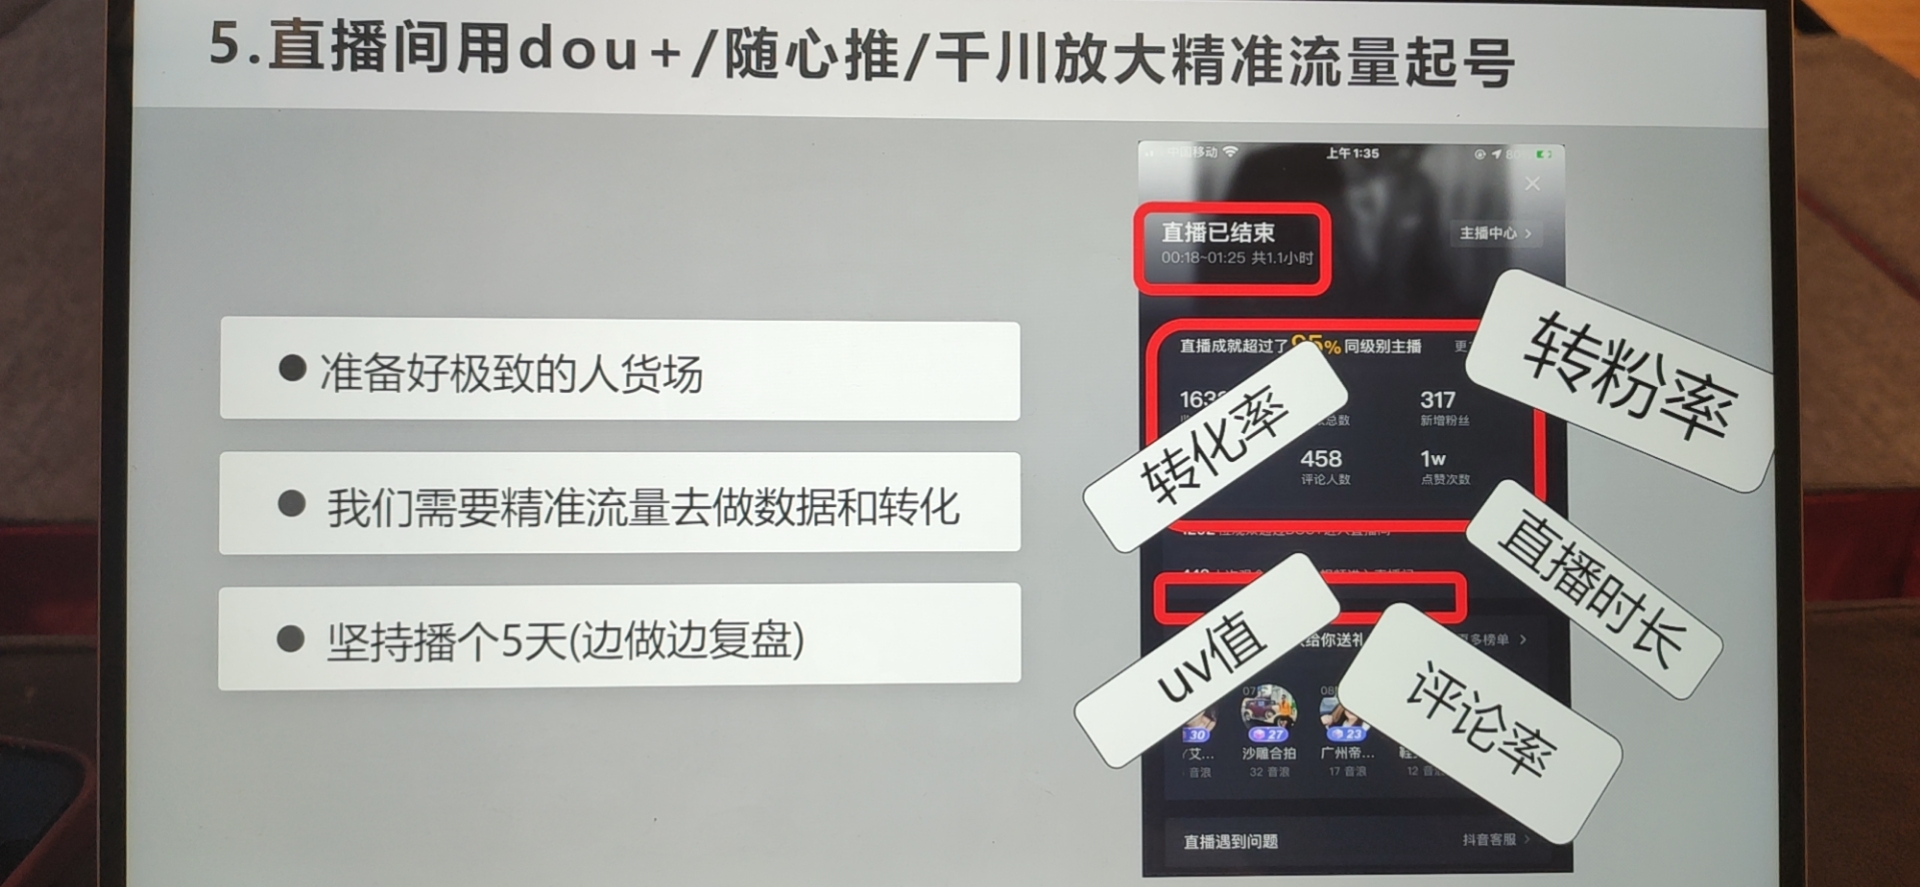 5.直播间用dou+/随心推/千川放大精准流量起号
●准备好极致的人货场
●我们需要精准流量去做数据和转化
●坚持播个5天(边做边复盘)
中国移动
上午1:35
直播已结束
00:18~01:25 共1.1小时
主播中心 >
直播成就超过了 95% 同级别主播
更
163
317
总数
新增粉丝
458
1w
评论人数
点赞次数
转粉率
转化率
直播时长
uv值
评论率
给你送礼
更多榜单 >
30
27
23
艾...
沙雕合拍
广州帝...
音浪
32 音浪
17 音浪
12 音
直播遇到问题
抖音客服 >